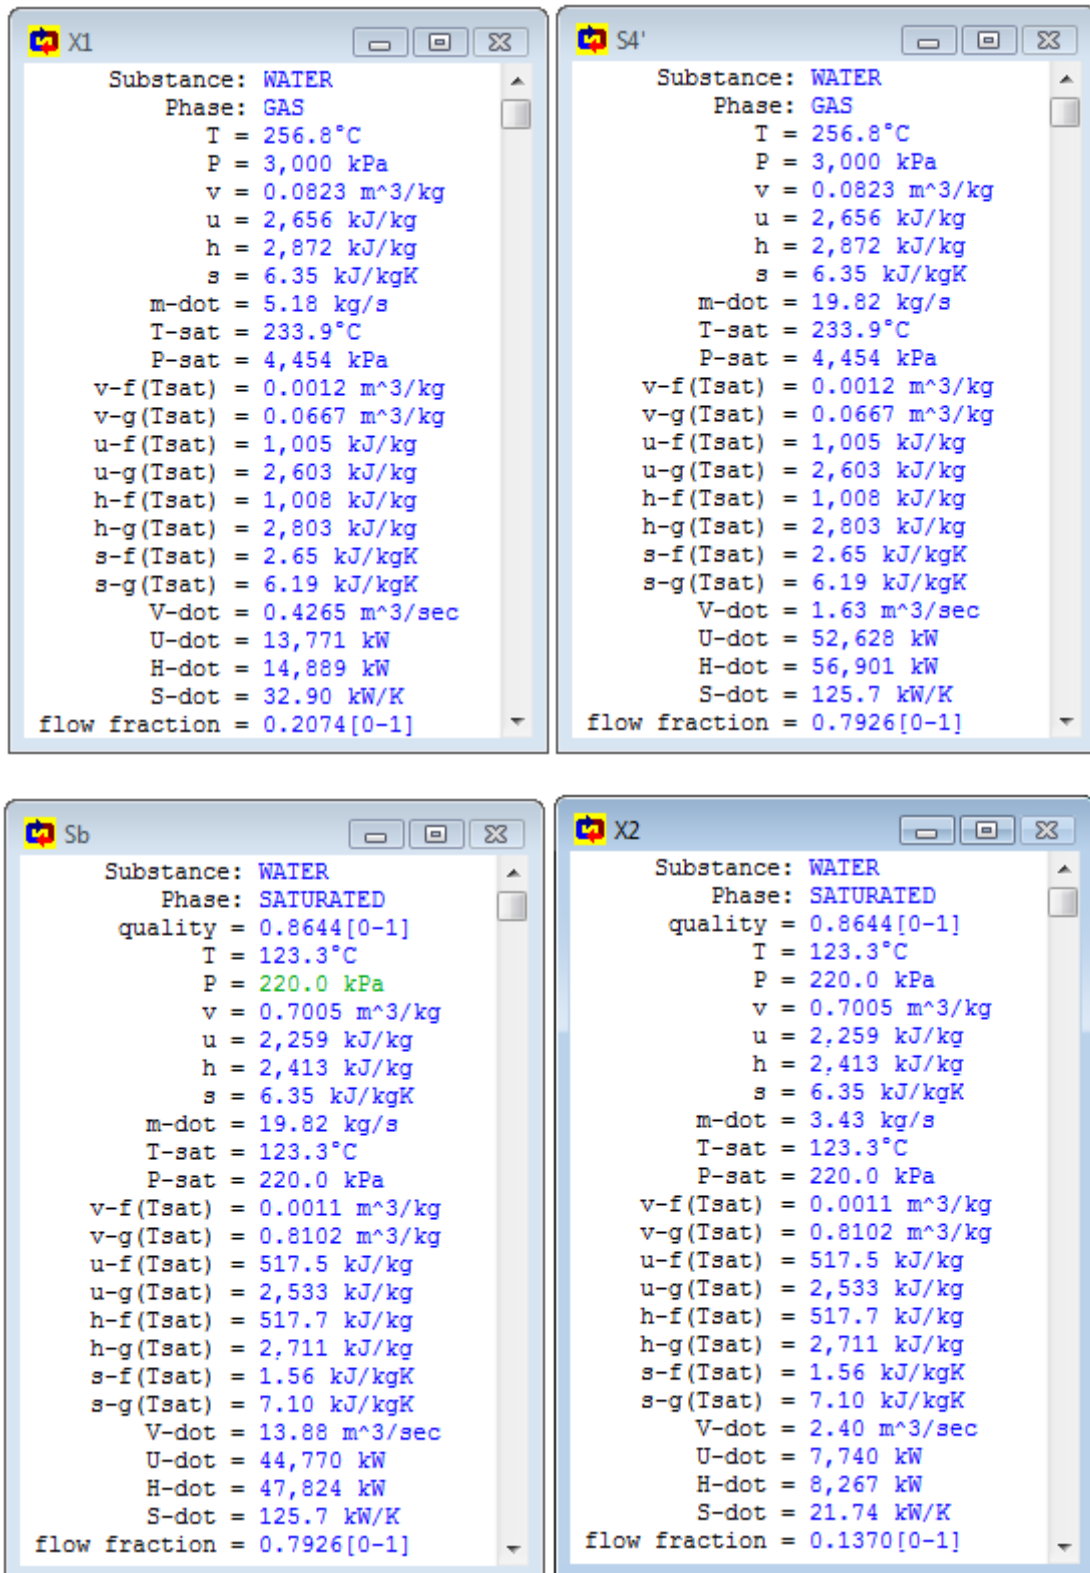 X1
Substance: WATER
Phase: GAS
T = 256.8°C
P = 3,000 kPa
v = 0.0823 m^3/kg
u = 2,656 kJ/kg
h = 2,872 kJ/kg
s = 6.35 kJ/kgK
m-dot = 5.18 kg/s
T-sat = 233.9°C
P-sat = 4,454 kPa
v-f(Tsat) = 0.0012 m^3/kg
v-g(Tsat) = 0.0667 m^3/kg
u-f(Tsat) = 1,005 kJ/kg
u-g(Tsat) = 2,603 kJ/kg
h-f(Tsat) = 1,008 kJ/kg
h-g(Tsat) = 2,803 kJ/kg
s-f(Tsat) = 2.65 kJ/kgK
s-g(Tsat) = 6.19 kJ/kgK
V-dot = 0.4265 m^3/sec
U-dot = 13,771 kW
H-dot = 14,889 kW
S-dot = 32.90 kW/K
flow fraction = 0.2074[0-1]
S4'
Substance: WATER
Phase: GAS
T = 256.8°C
P = 3,000 kPa
v = 0.0823 m^3/kg
u = 2,656 kJ/kg
h = 2,872 kJ/kg
s = 6.35 kJ/kgK
m-dot = 19.82 kg/s
T-sat = 233.9°C
P-sat = 4,454 kPa
v-f(Tsat) = 0.0012 m^3/kg
v-g(Tsat) = 0.0667 m^3/kg
u-f(Tsat) = 1,005 kJ/kg
u-g(Tsat) = 2,603 kJ/kg
h-f(Tsat) = 1,008 kJ/kg
h-g(Tsat) = 2,803 kJ/kg
s-f(Tsat) = 2.65 kJ/kgK
s-g(Tsat) = 6.19 kJ/kgK
V-dot = 1.63 m^3/sec
U-dot = 52,628 kW
H-dot = 56,901 kW
S-dot = 125.7 kW/K
flow fraction = 0.7926[0-1]
Sb
Substance: WATER
Phase: SATURATED
quality = 0.8644[0-1]
T = 123.3°C
P = 220.0 kPa
v = 0.7005 m^3/kg
u = 2,259 kJ/kg
h = 2,413 kJ/kg
s = 6.35 kJ/kgK
m-dot = 19.82 kg/s
T-sat = 123.3°C
P-sat = 220.0 kPa
v-f(Tsat) = 0.0011 m^3/kg
v-g(Tsat) = 0.8102 m^3/kg
u-f(Tsat) = 517.5 kJ/kg
u-g(Tsat) = 2,533 kJ/kg
h-f(Tsat) = 517.7 kJ/kg
h-g(Tsat) = 2,711 kJ/kg
s-f(Tsat) = 1.56 kJ/kgK
s-g(Tsat) = 7.10 kJ/kgK
V-dot = 13.88 m^3/sec
U-dot = 44,770 kW
H-dot = 47,824 kW
S-dot = 125.7 kW/K
flow fraction = 0.7926[0-1]
X2
Substance: WATER
Phase: SATURATED
quality = 0.8644[0-1]
T = 123.3°C
P = 220.0 kPa
v = 0.7005 m^3/kg
u = 2,259 kJ/kg
h = 2,413 kJ/kg
s = 6.35 kJ/kgK
m-dot = 3.43 kg/s
T-sat = 123.3°C
P-sat = 220.0 kPa
v-f(Tsat) = 0.0011 m^3/kg
v-g(Tsat) = 0.8102 m^3/kg
u-f(Tsat) = 517.5 kJ/kg
u-g(Tsat) = 2,533 kJ/kg
h-f(Tsat) = 517.7 kJ/kg
h-g(Tsat) = 2,711 kJ/kg
s-f(Tsat) = 1.56 kJ/kgK
s-g(Tsat) = 7.10 kJ/kgK
V-dot = 2.40 m^3/sec
U-dot = 7,740 kW
H-dot = 8,267 kW
S-dot = 21.74 kW/K
flow fraction = 0.1370[0-1]